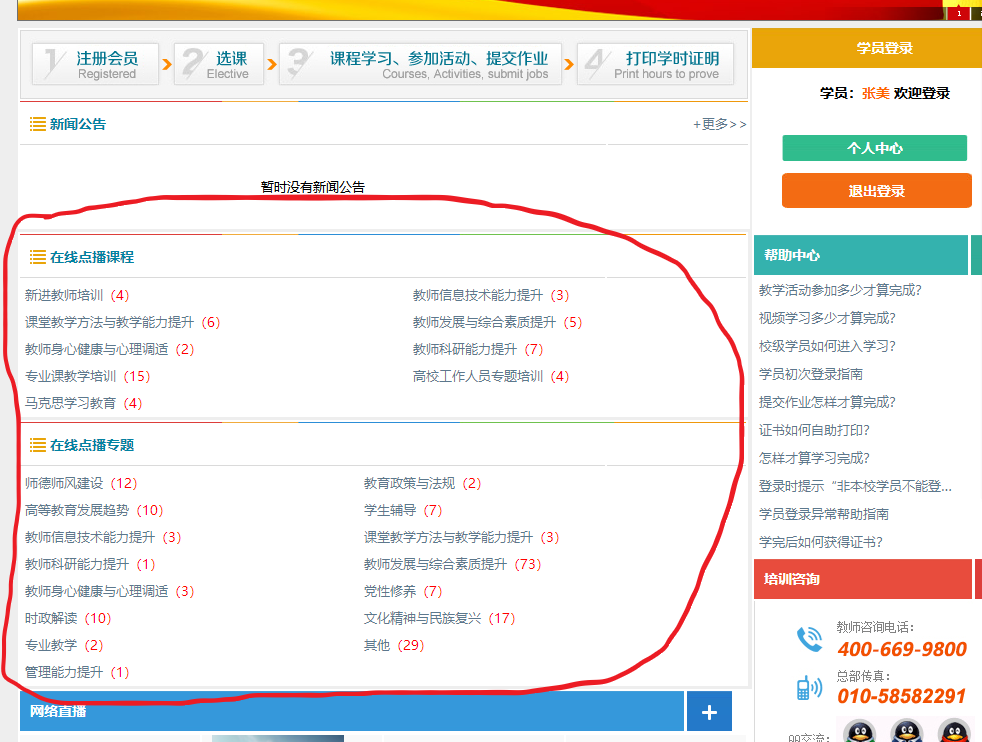 1
1 注册会员 Registered
2 选课 Elective
3 课程学习、参加活动、提交作业 Courses, Activities, submit jobs
4 打印学时证明 Print hours to prove
新闻公告 +更多>>
暂时没有新闻公告
在线点播课程
新进教师培训（4） 教师信息技术能力提升（3）
课堂教学方法与教学能力提升（6） 教师发展与综合素质提升（5）
教师身心健康与心理调适（2） 教师科研能力提升（7）
专业课教学培训（15） 高校工作人员专题培训（4）
马克思学习教育（4）
在线点播专题
师德师风建设（12） 教育政策与法规（2）
高等教育发展趋势（10） 学生辅导（7）
教师信息技术能力提升（3） 课堂教学方法与教学能力提升（3）
教师科研能力提升（1） 教师发展与综合素质提升（73）
教师身心健康与心理调适（3） 党性修养（7）
时政解读（10） 文化精神与民族复兴（17）
专业教学（2） 其他（29）
管理能力提升（1）
网络直播 +
学员登录
学员：张美 欢迎登录
个人中心
退出登录
帮助中心
教学活动参加多少才算完成?
视频学习多少才算完成?
校级学员如何进入学习?
学员初次登录指南
提交作业怎样才算完成?
证书如何自助打印?
怎样才算学习完成?
登录时提示“非本校学员不能登...
学员登录异常帮助指南
学完后如何获得证书?
培训咨询
教师咨询电话：
400-669-9800
总部传真：
010-58582291
QQ交流：